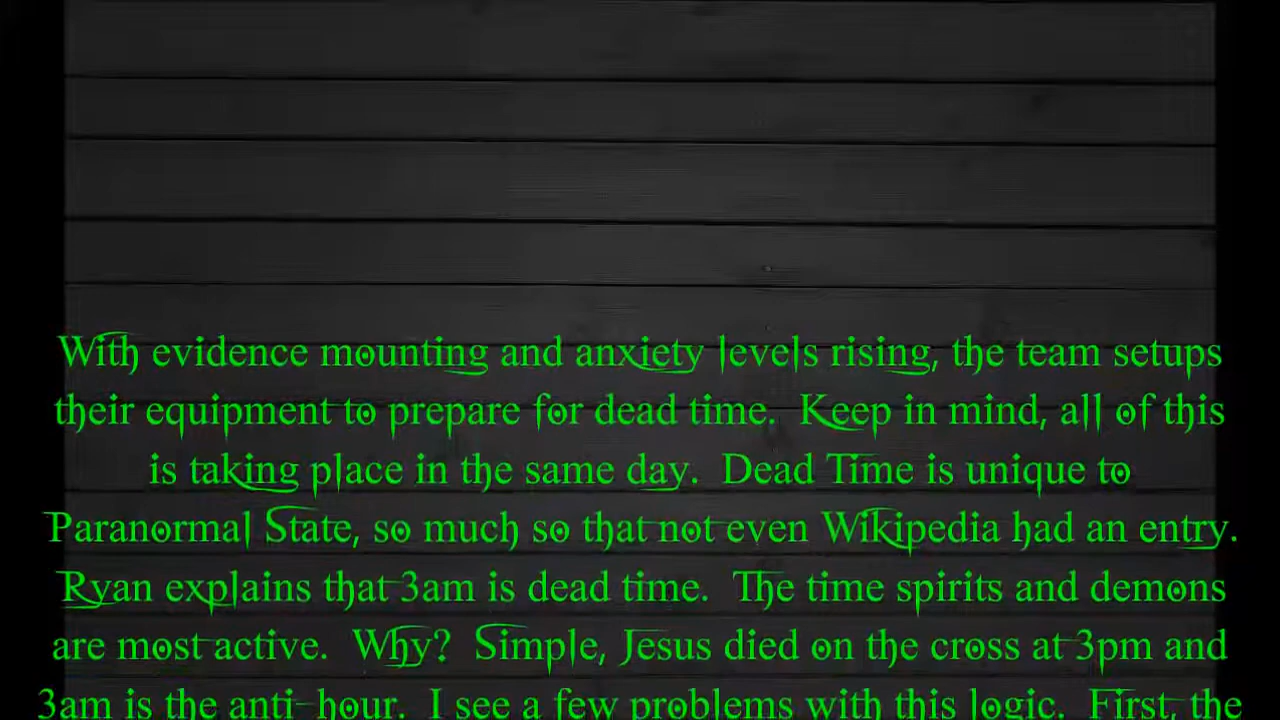 With evidence mounting and anxiety levels rising, the team setups
their equipment to prepare for dead time.  Keep in mind, all of this
is taking place in the same day.  Dead Time is unique to
Paranormal State, so much so that not even Wikipedia had an entry.
Ryan explains that 3am is dead time.  The time spirits and demons
are most active.  Why?  Simple, Jesus died on the cross at 3pm and
3am is the anti-hour.  I see a few problems with this logic.  First, the